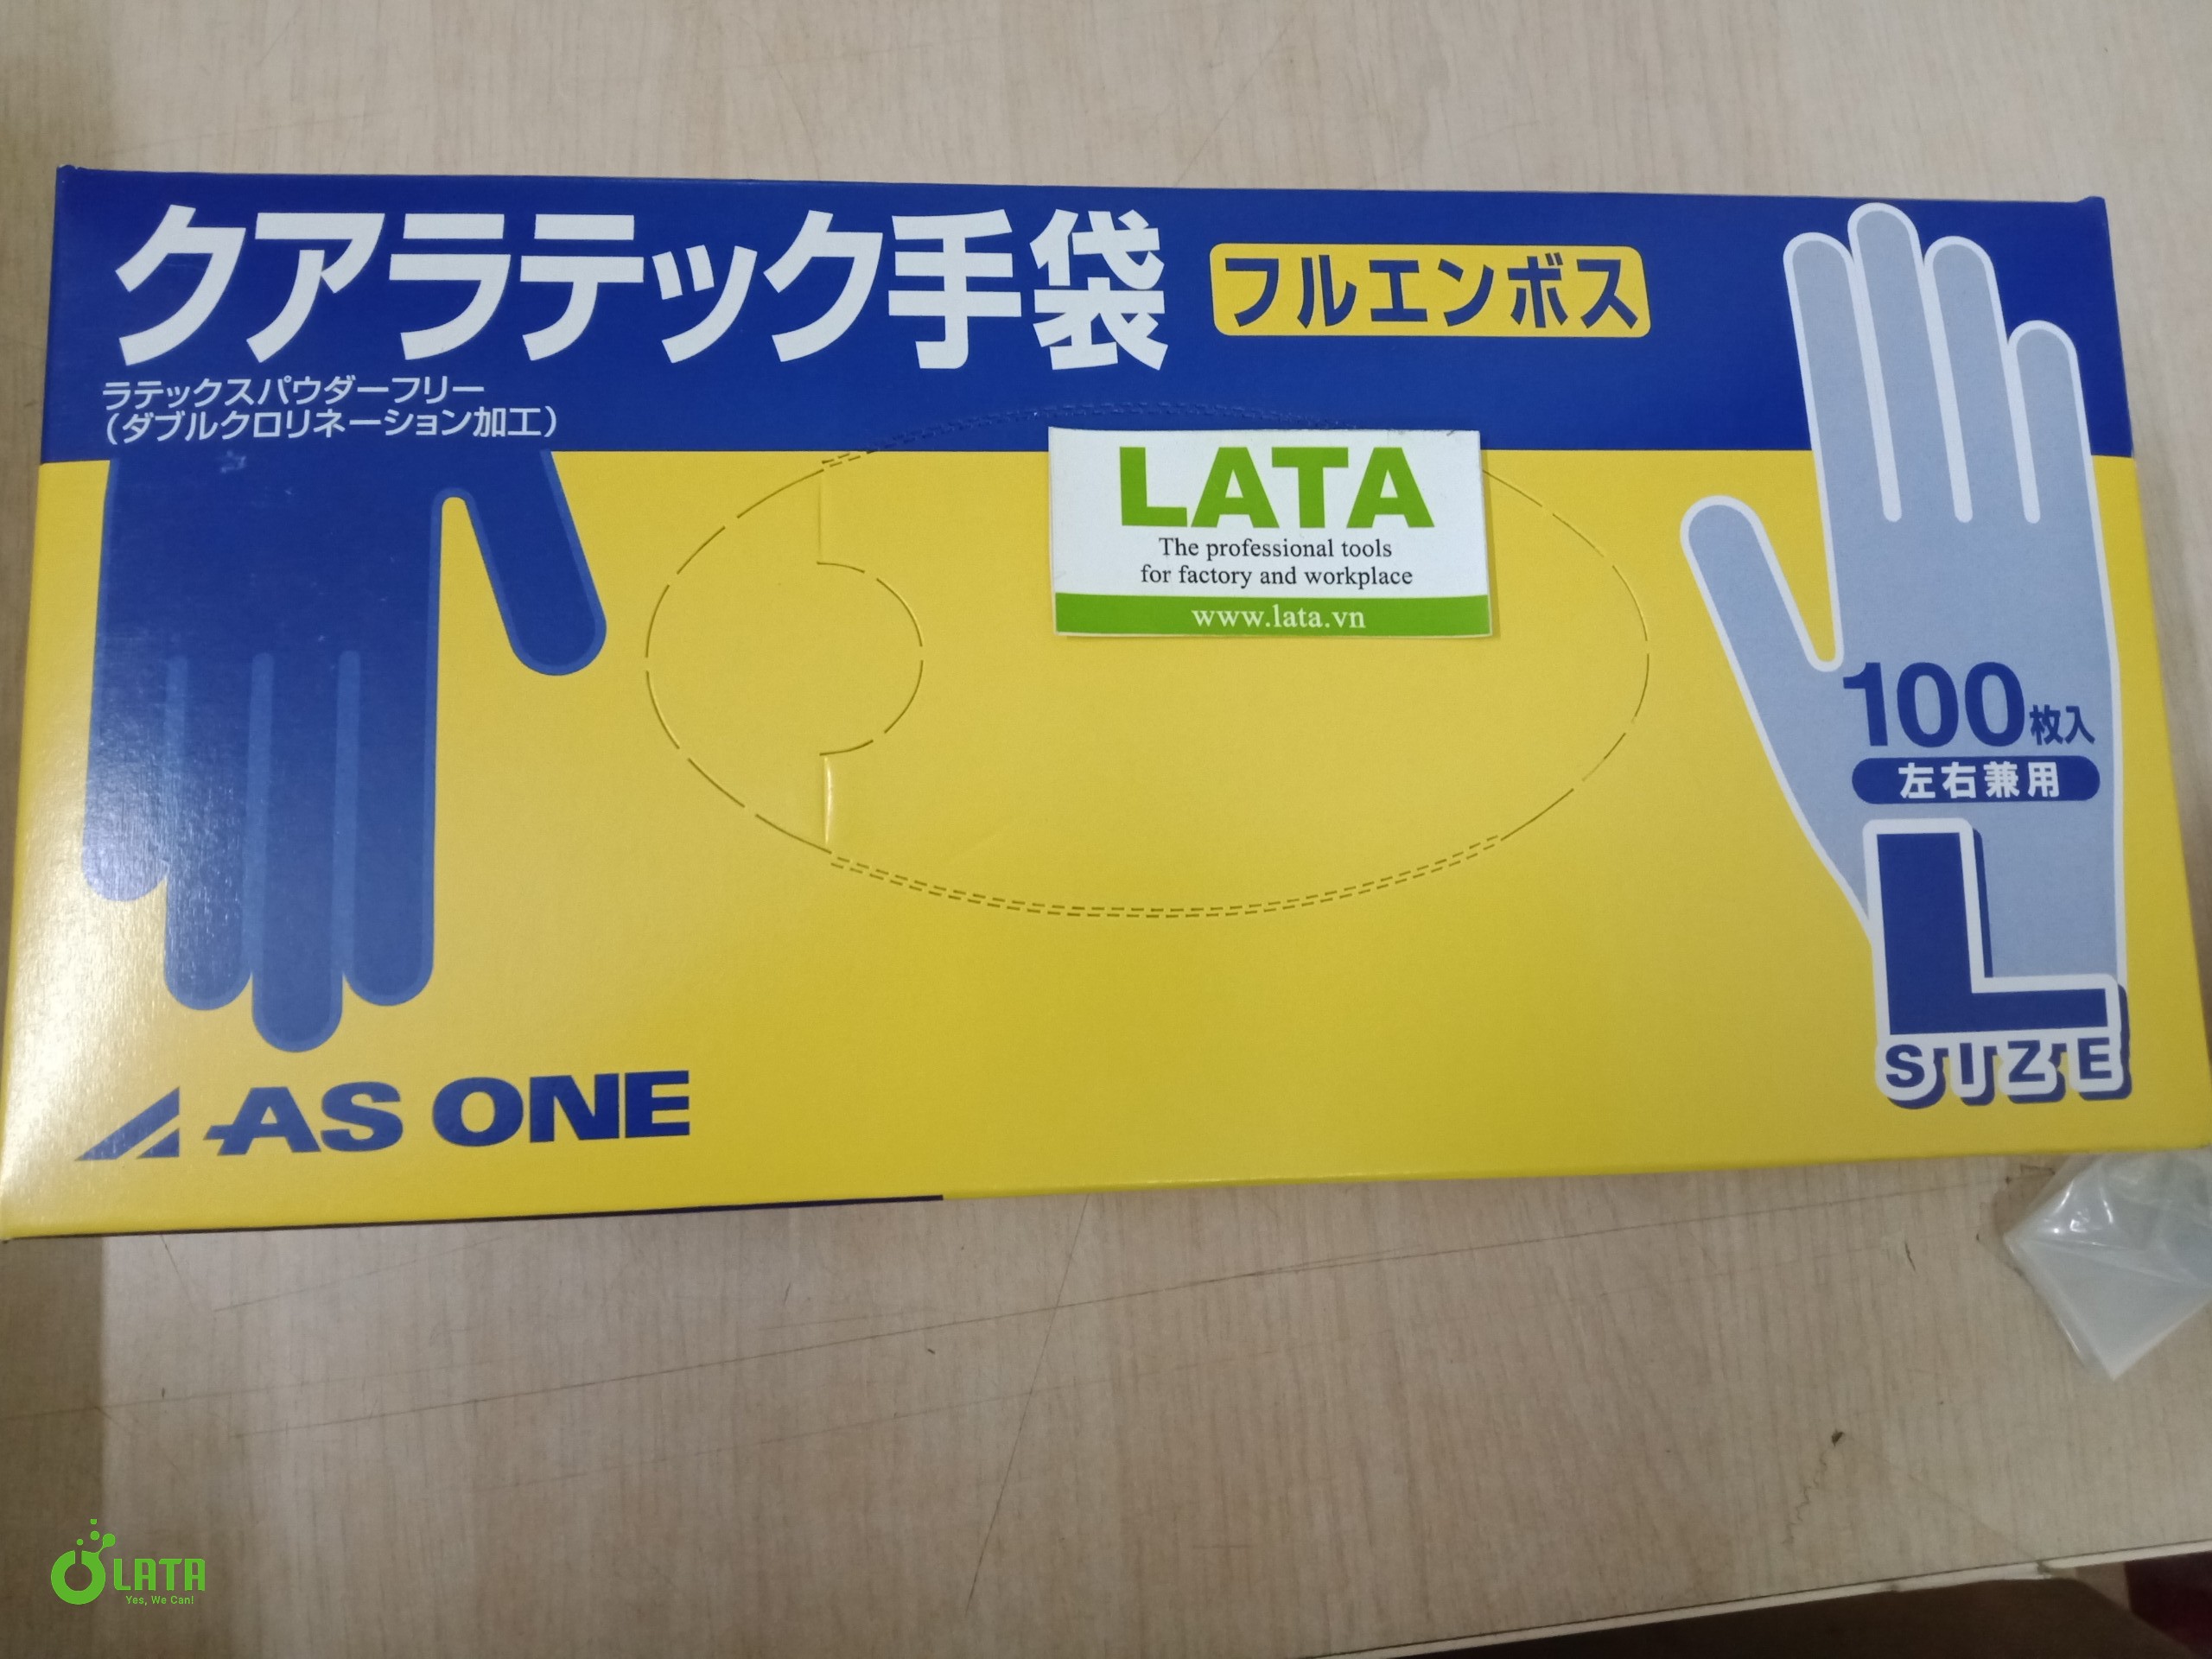 クアラテック手袋 フルエンボス
ラテックスパウダーフリー
(ダブルクロリネーション加工)
LATA
The professional tools
for factory and workplace
www.lata.vn
100枚入
左右兼用
L
SIZE
AS ONE
LATA
Yes, We Can!